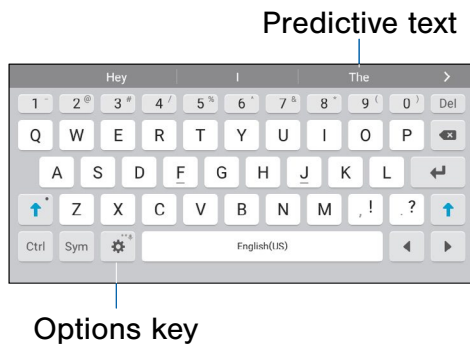 Predictive text
Hey I The
1 - 2 @ 3 # 4 / 5 % 6 ' 7 & 8 * 9 ( 0 ) Del
Q W E R T Y U I O P
A S D F G H J K L
Z X C V B N M , ! . ?
Ctrl Sym English(US)
Options key